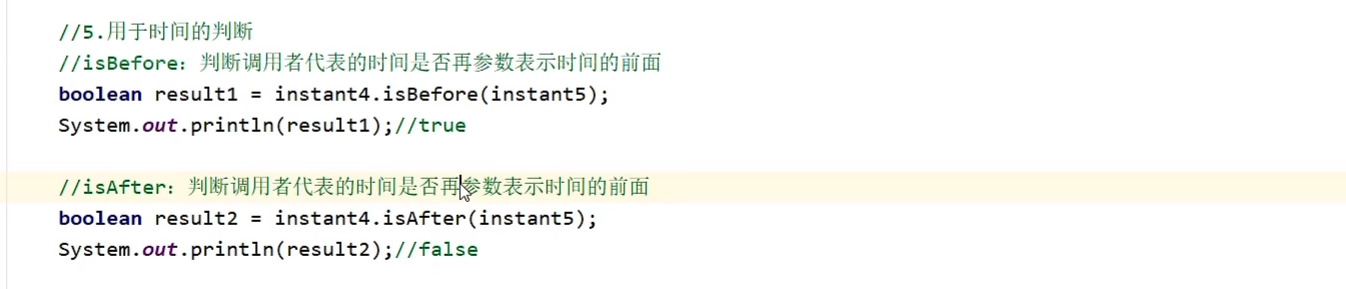 //5.用于时间的判断
//isBefore：判断调用者代表的时间是否再参数表示时间的前面
boolean result1 = instant4.isBefore(instant5);
System.out.println(result1);//true
//isAfter：判断调用者代表的时间是否再参数表示时间的前面
boolean result2 = instant4.isAfter(instant5);
System.out.println(result2);//false